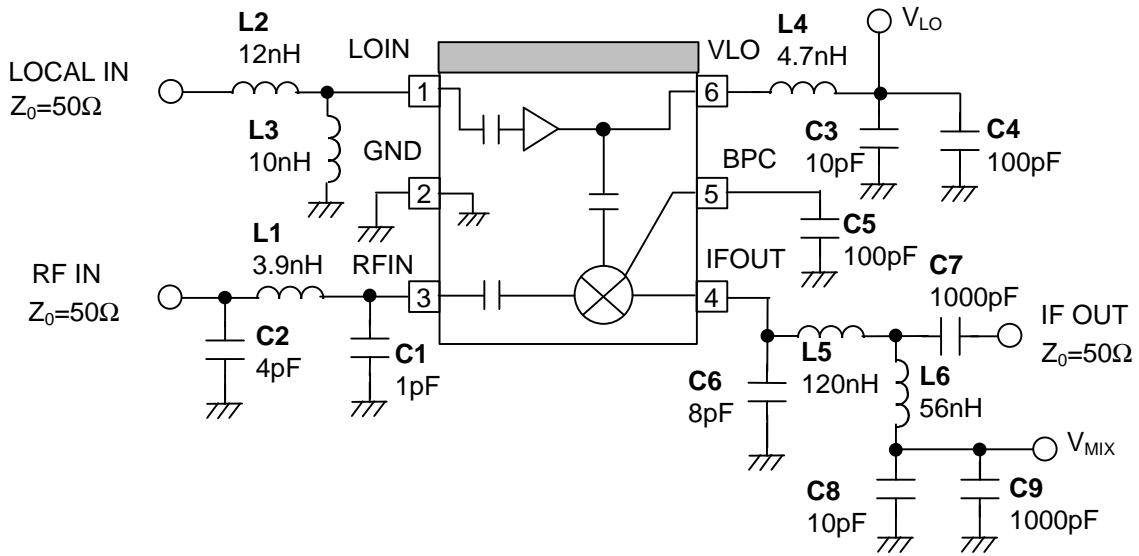 L2
12nH
LOCAL IN
Z0=50Ω
L3
10nH
LOIN
1
GND
2
L1
3.9nH
RF IN
Z0=50Ω
RFIN
3
C2
4pF
C1
1pF
VLO
6
L4
4.7nH
VLO
C3
10pF
C4
100pF
BPC
5
C5
100pF
IFOUT
4
C7
1000pF
IF OUT
Z0=50Ω
L5
120nH
L6
56nH
C6
8pF
VMIX
C8
10pF
C9
1000pF